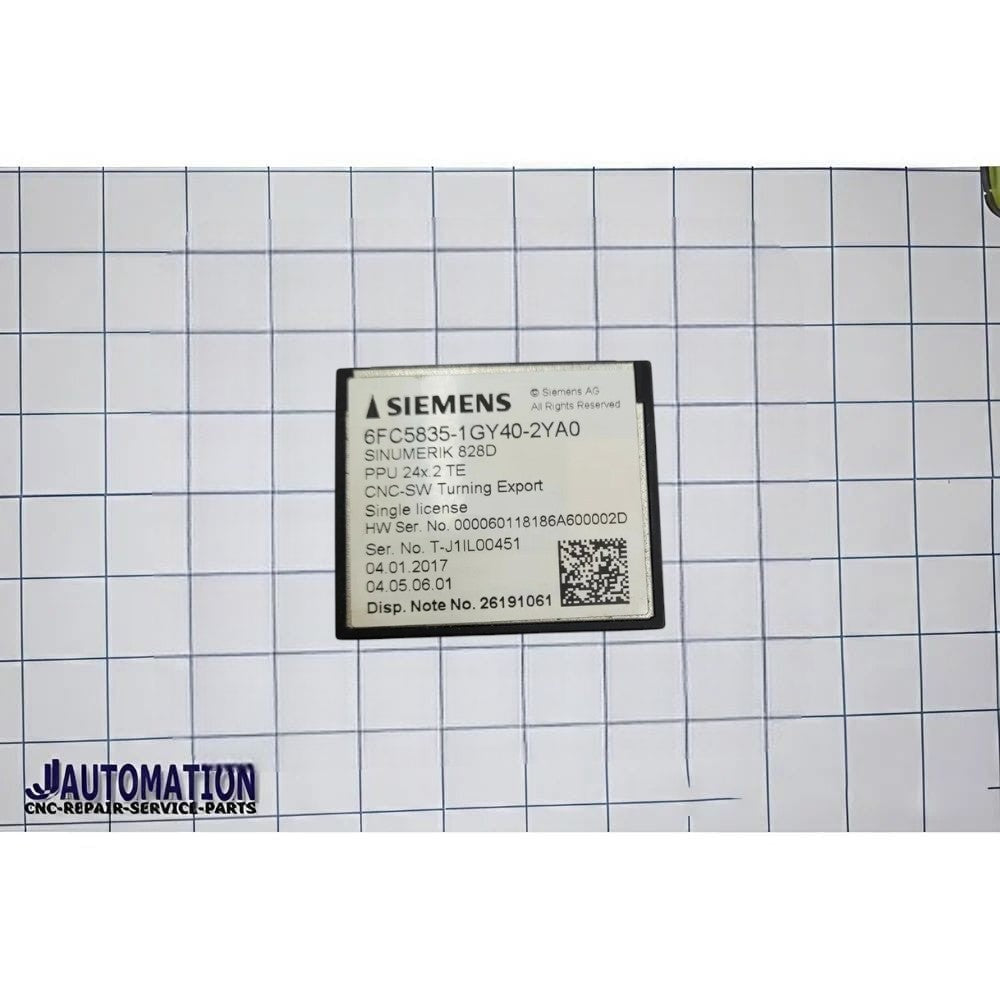 SIEMENS
© Siemens AG
All Rights Reserved
6FC5835-1GY40-2YA0
SINUMERIK 828D
PPU 24x.2 TE
CNC-SW Turning Export
Single license
HW Ser. No. 000060118186A600002D
Ser. No. T-J1IL00451
04.01.2017
04.05.06.01
Disp. Note No. 26191061
JJAUTOMATION
CNC-REPAIR-SERVICE-PARTS